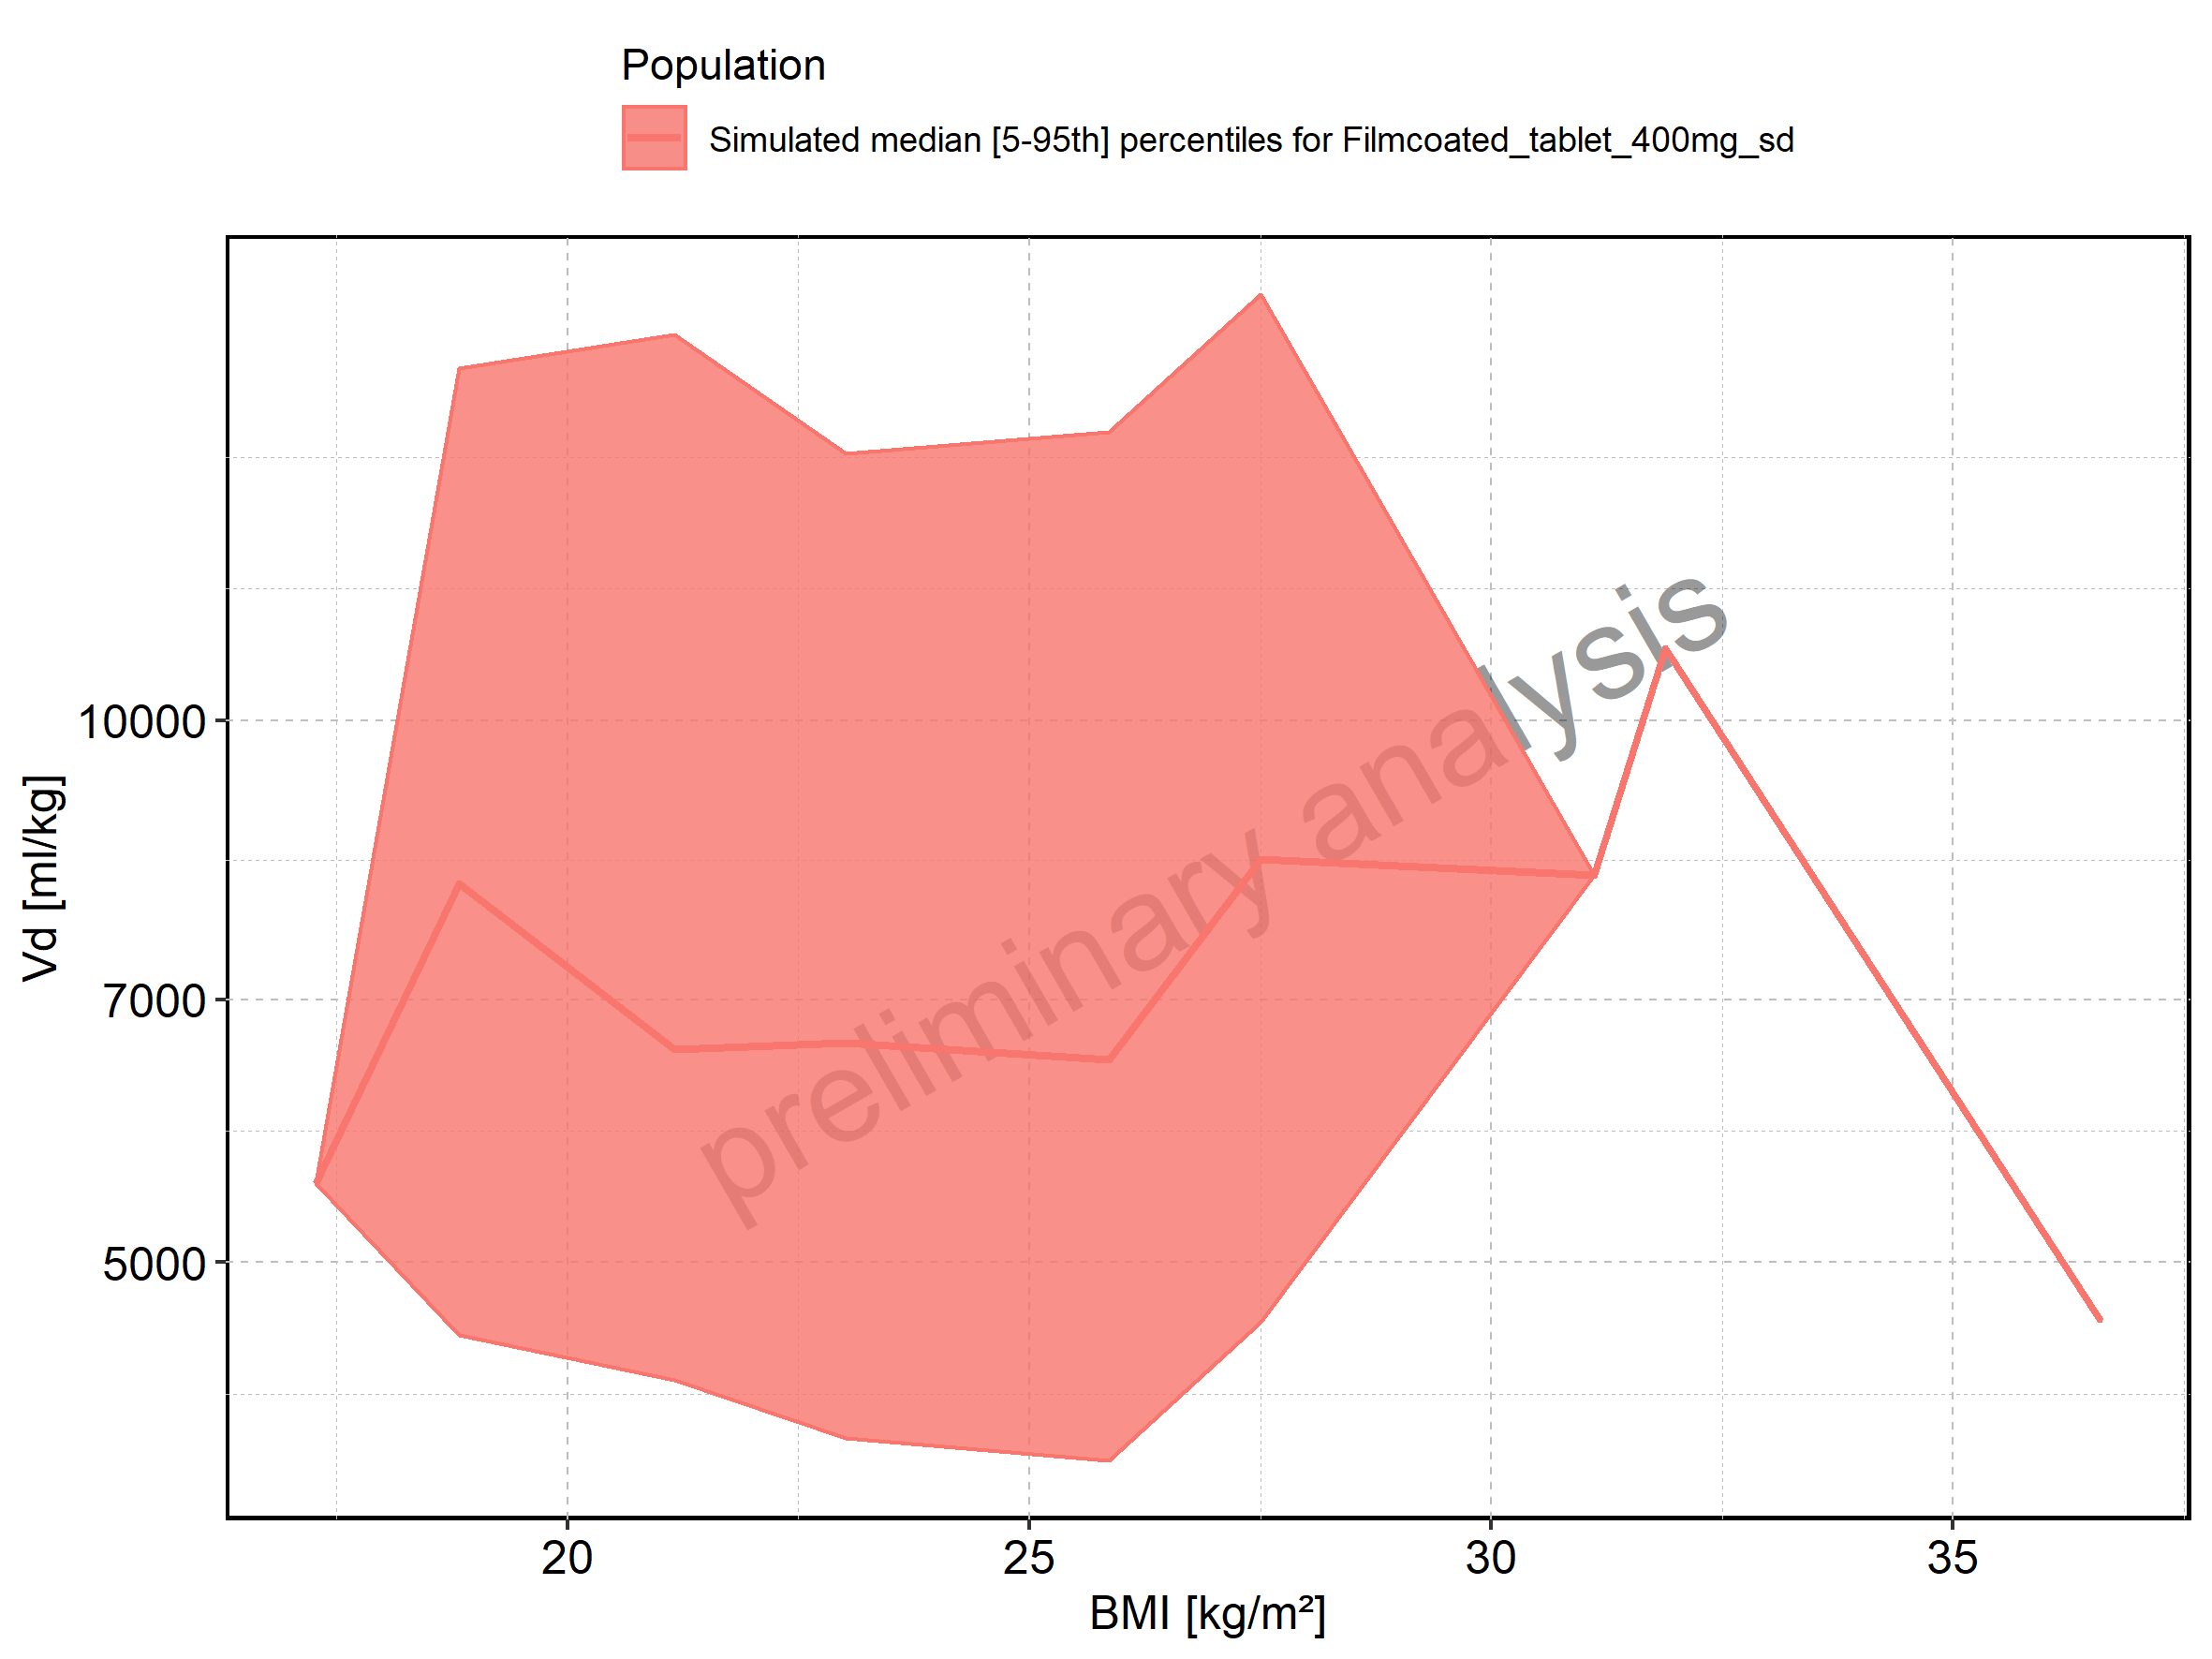 Population
Simulated median [5-95th] percentiles for Filmcoated_tablet_400mg_sd
10000
7000
5000
Vd [ml/kg]
preliminary analysis
20 25 30 35
BMI [kg/m²]